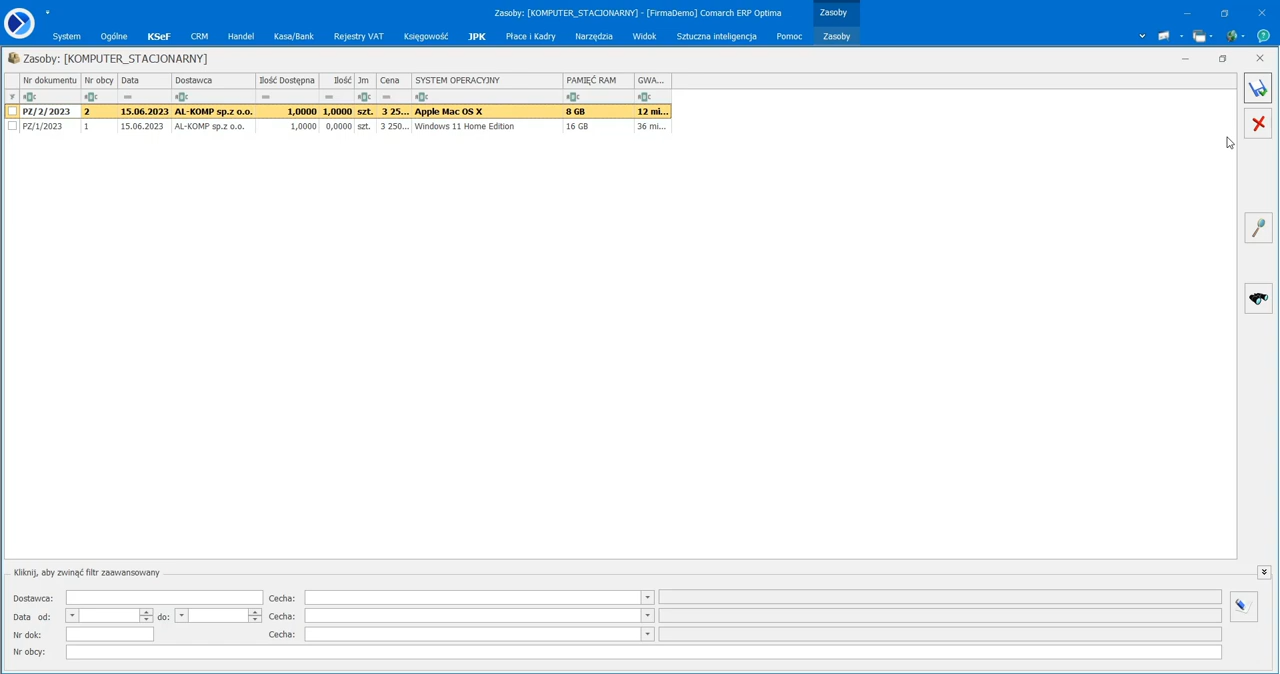 Zasoby: [KOMPUTER_STACJONARNY] - [FirmaDemo] Comarch ERP Optima
Zasoby
System Ogólne KSeF CRM Handel Kasa/Bank Rejestry VAT Księgowość JPK Płace i Kadry Narzędzia Widok Sztuczna inteligencja Pomoc Zasoby
Zasoby: [KOMPUTER_STACJONARNY]
Nr dokumentu Nr obcy Data Dostawca Ilość Dostępna Ilość Jm Cena SYSTEM OPERACYJNY PAMIĘĆ RAM GWA...
PZ/2/2023 2 15.06.2023 AL-KOMP sp.z o.o. 1,0000 1,0000 szt. 3 25... Apple Mac OS X 8 GB 12 mi...
PZ/1/2023 1 15.06.2023 AL-KOMP sp.z o.o. 1,0000 0,0000 szt. 3 250... Windows 11 Home Edition 16 GB 36 mi...
Kliknij, aby zwinąć filtr zaawansowany
Dostawca: Cecha:
Data od: do: Cecha:
Nr dok: Cecha:
Nr obcy: